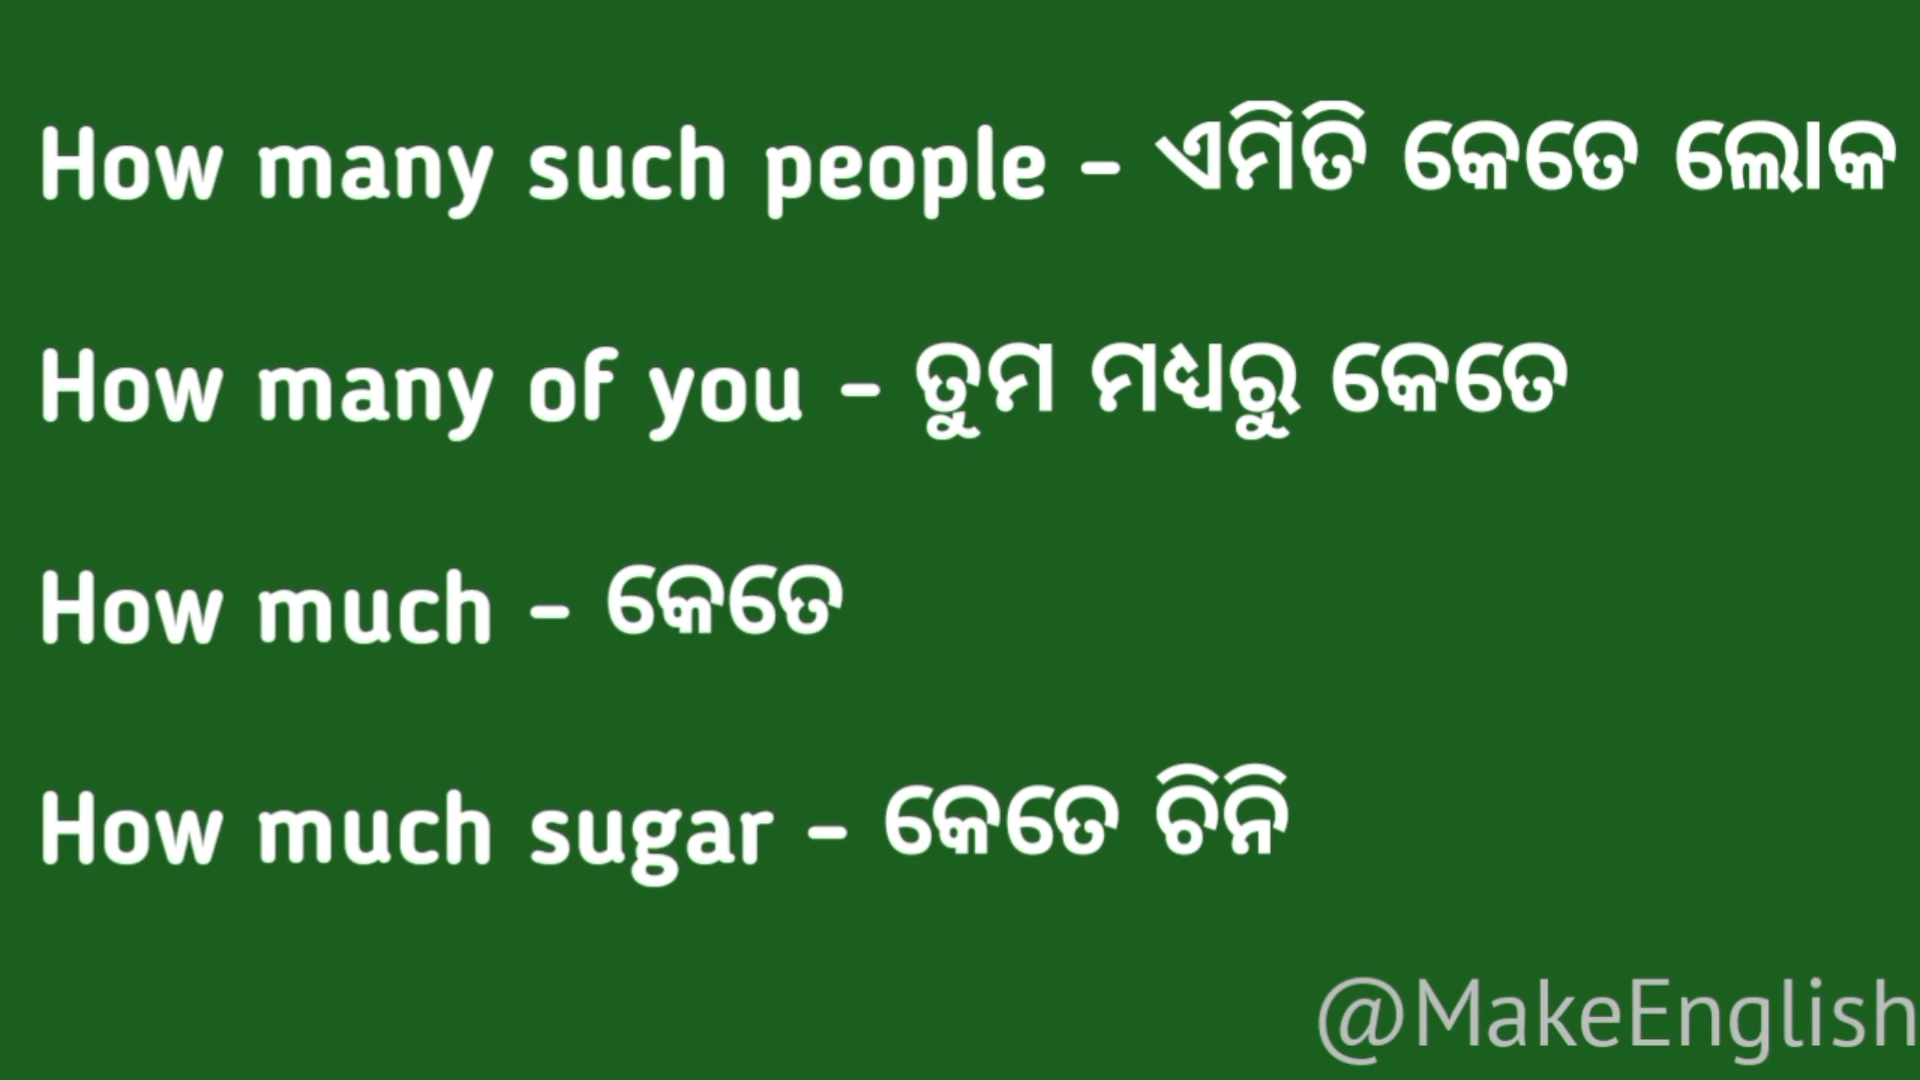 How many such people - ଏମିତି କେତେ ଲୋକ
How many of you - ତୁମ ମଧ୍ୟରୁ କେତେ
How much - କେତେ
How much sugar - କେତେ ଚିନି
@MakeEnglish